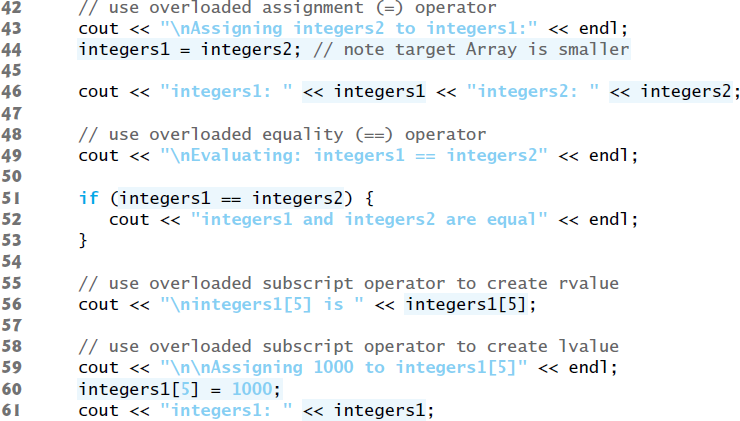 42 // use overloaded assignment (=) operator
43 cout << "\nAssigning integers2 to integers1:" << endl;
44 integers1 = integers2; // note target Array is smaller
45
46 cout << "integers1: " << integers1 << "integers2: " << integers2;
47
48 // use overloaded equality (==) operator
49 cout << "\nEvaluating: integers1 == integers2" << endl;
50
51 if (integers1 == integers2) {
52 cout << "integers1 and integers2 are equal" << endl;
53 }
54
55 // use overloaded subscript operator to create rvalue
56 cout << "\nintegers1[5] is " << integers1[5];
57
58 // use overloaded subscript operator to create lvalue
59 cout << "\n\nAssigning 1000 to integers1[5]" << endl;
60 integers1[5] = 1000;
61 cout << "integers1: " << integers1;